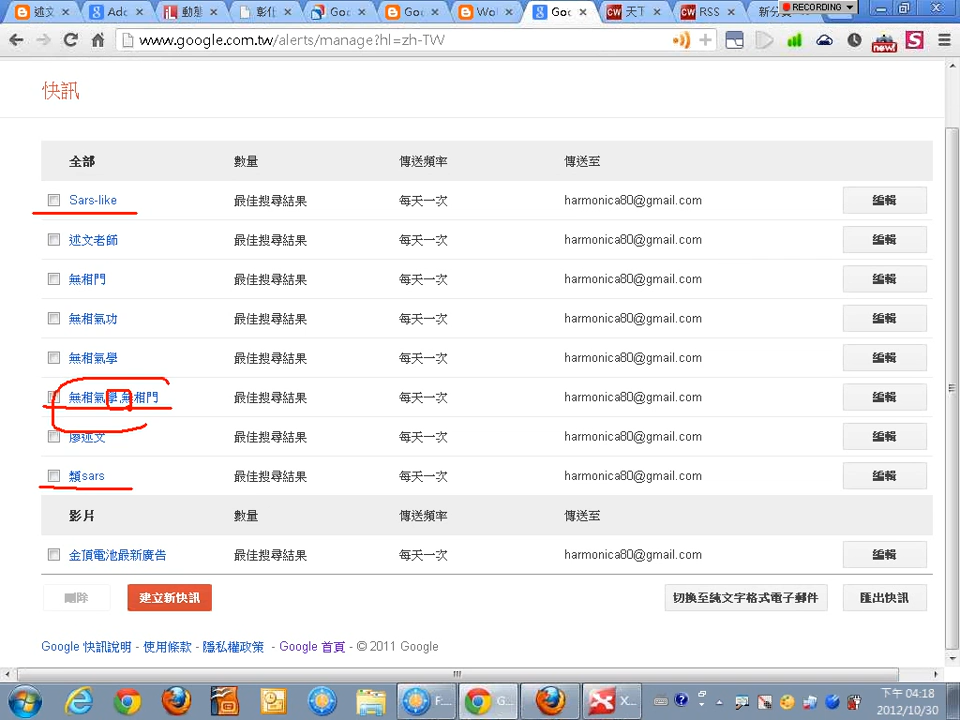 述文
Adc
動態
彰化
Goc
Goc
Wol
Goc
天下
RSS
新分頁
RECORDING
www.google.com.tw/alerts/manage?hl=zh-TW
now!
快訊
全部 數量 傳送頻率 傳送至
Sars-like 最佳搜尋結果 每天一次 harmonica80@gmail.com 編輯
述文老師 最佳搜尋結果 每天一次 harmonica80@gmail.com 編輯
無相門 最佳搜尋結果 每天一次 harmonica80@gmail.com 編輯
無相氣功 最佳搜尋結果 每天一次 harmonica80@gmail.com 編輯
無相氣學 最佳搜尋結果 每天一次 harmonica80@gmail.com 編輯
無相氣學,無相門 最佳搜尋結果 每天一次 harmonica80@gmail.com 編輯
廖述文 最佳搜尋結果 每天一次 harmonica80@gmail.com 編輯
類sars 最佳搜尋結果 每天一次 harmonica80@gmail.com 編輯
影片 數量 傳送頻率 傳送至
金頂電池最新廣告 最佳搜尋結果 每天一次 harmonica80@gmail.com 編輯
刪除 建立新快訊 切換至純文字格式電子郵件 匯出快訊
Google 快訊說明 - 使用條款 - 隱私權政策 - Google 首頁 - © 2011 Google
F... G... X...
下午 04:18
2012/10/30